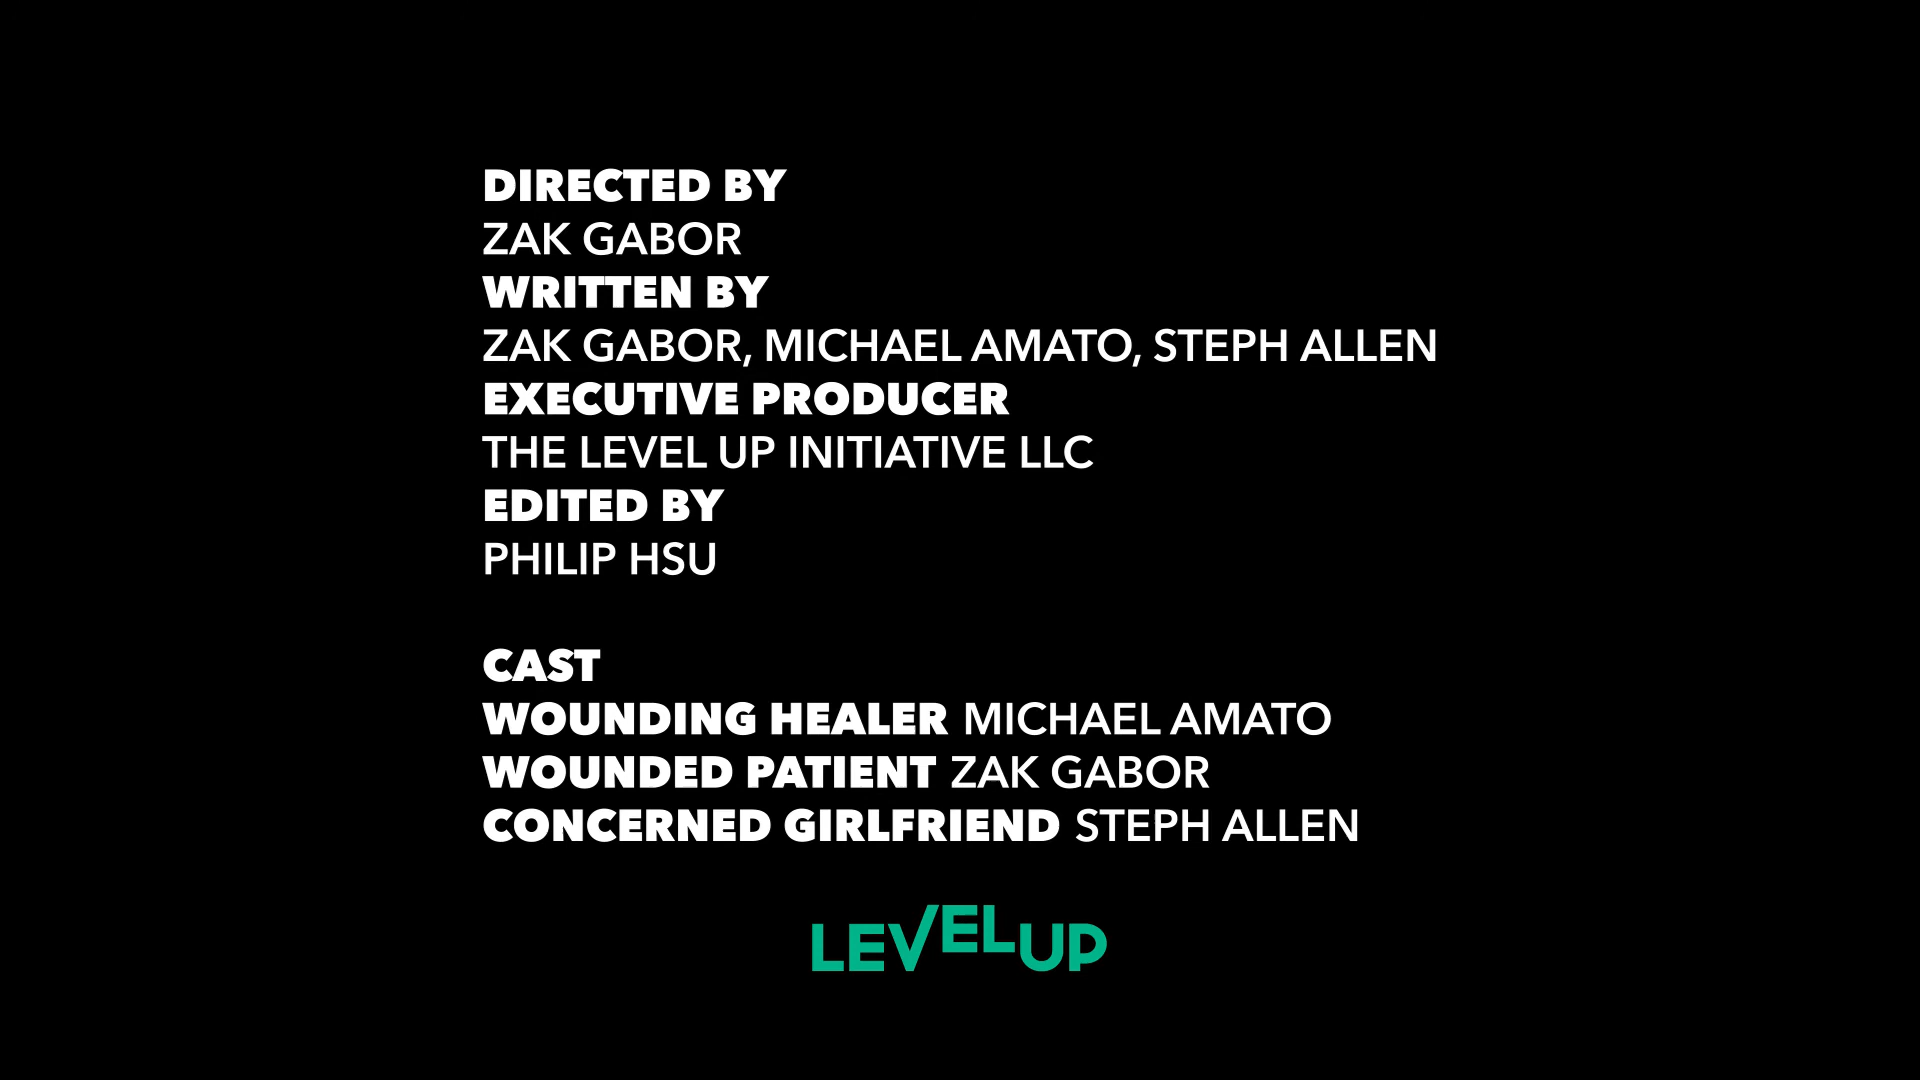 DIRECTED BY
ZAK GABOR
WRITTEN BY
ZAK GABOR, MICHAEL AMATO, STEPH ALLEN
EXECUTIVE PRODUCER
THE LEVEL UP INITIATIVE LLC
EDITED BY
PHILIP HSU
CAST
WOUNDING HEALER MICHAEL AMATO
WOUNDED PATIENT ZAK GABOR
CONCERNED GIRLFRIEND STEPH ALLEN
LEVELUP